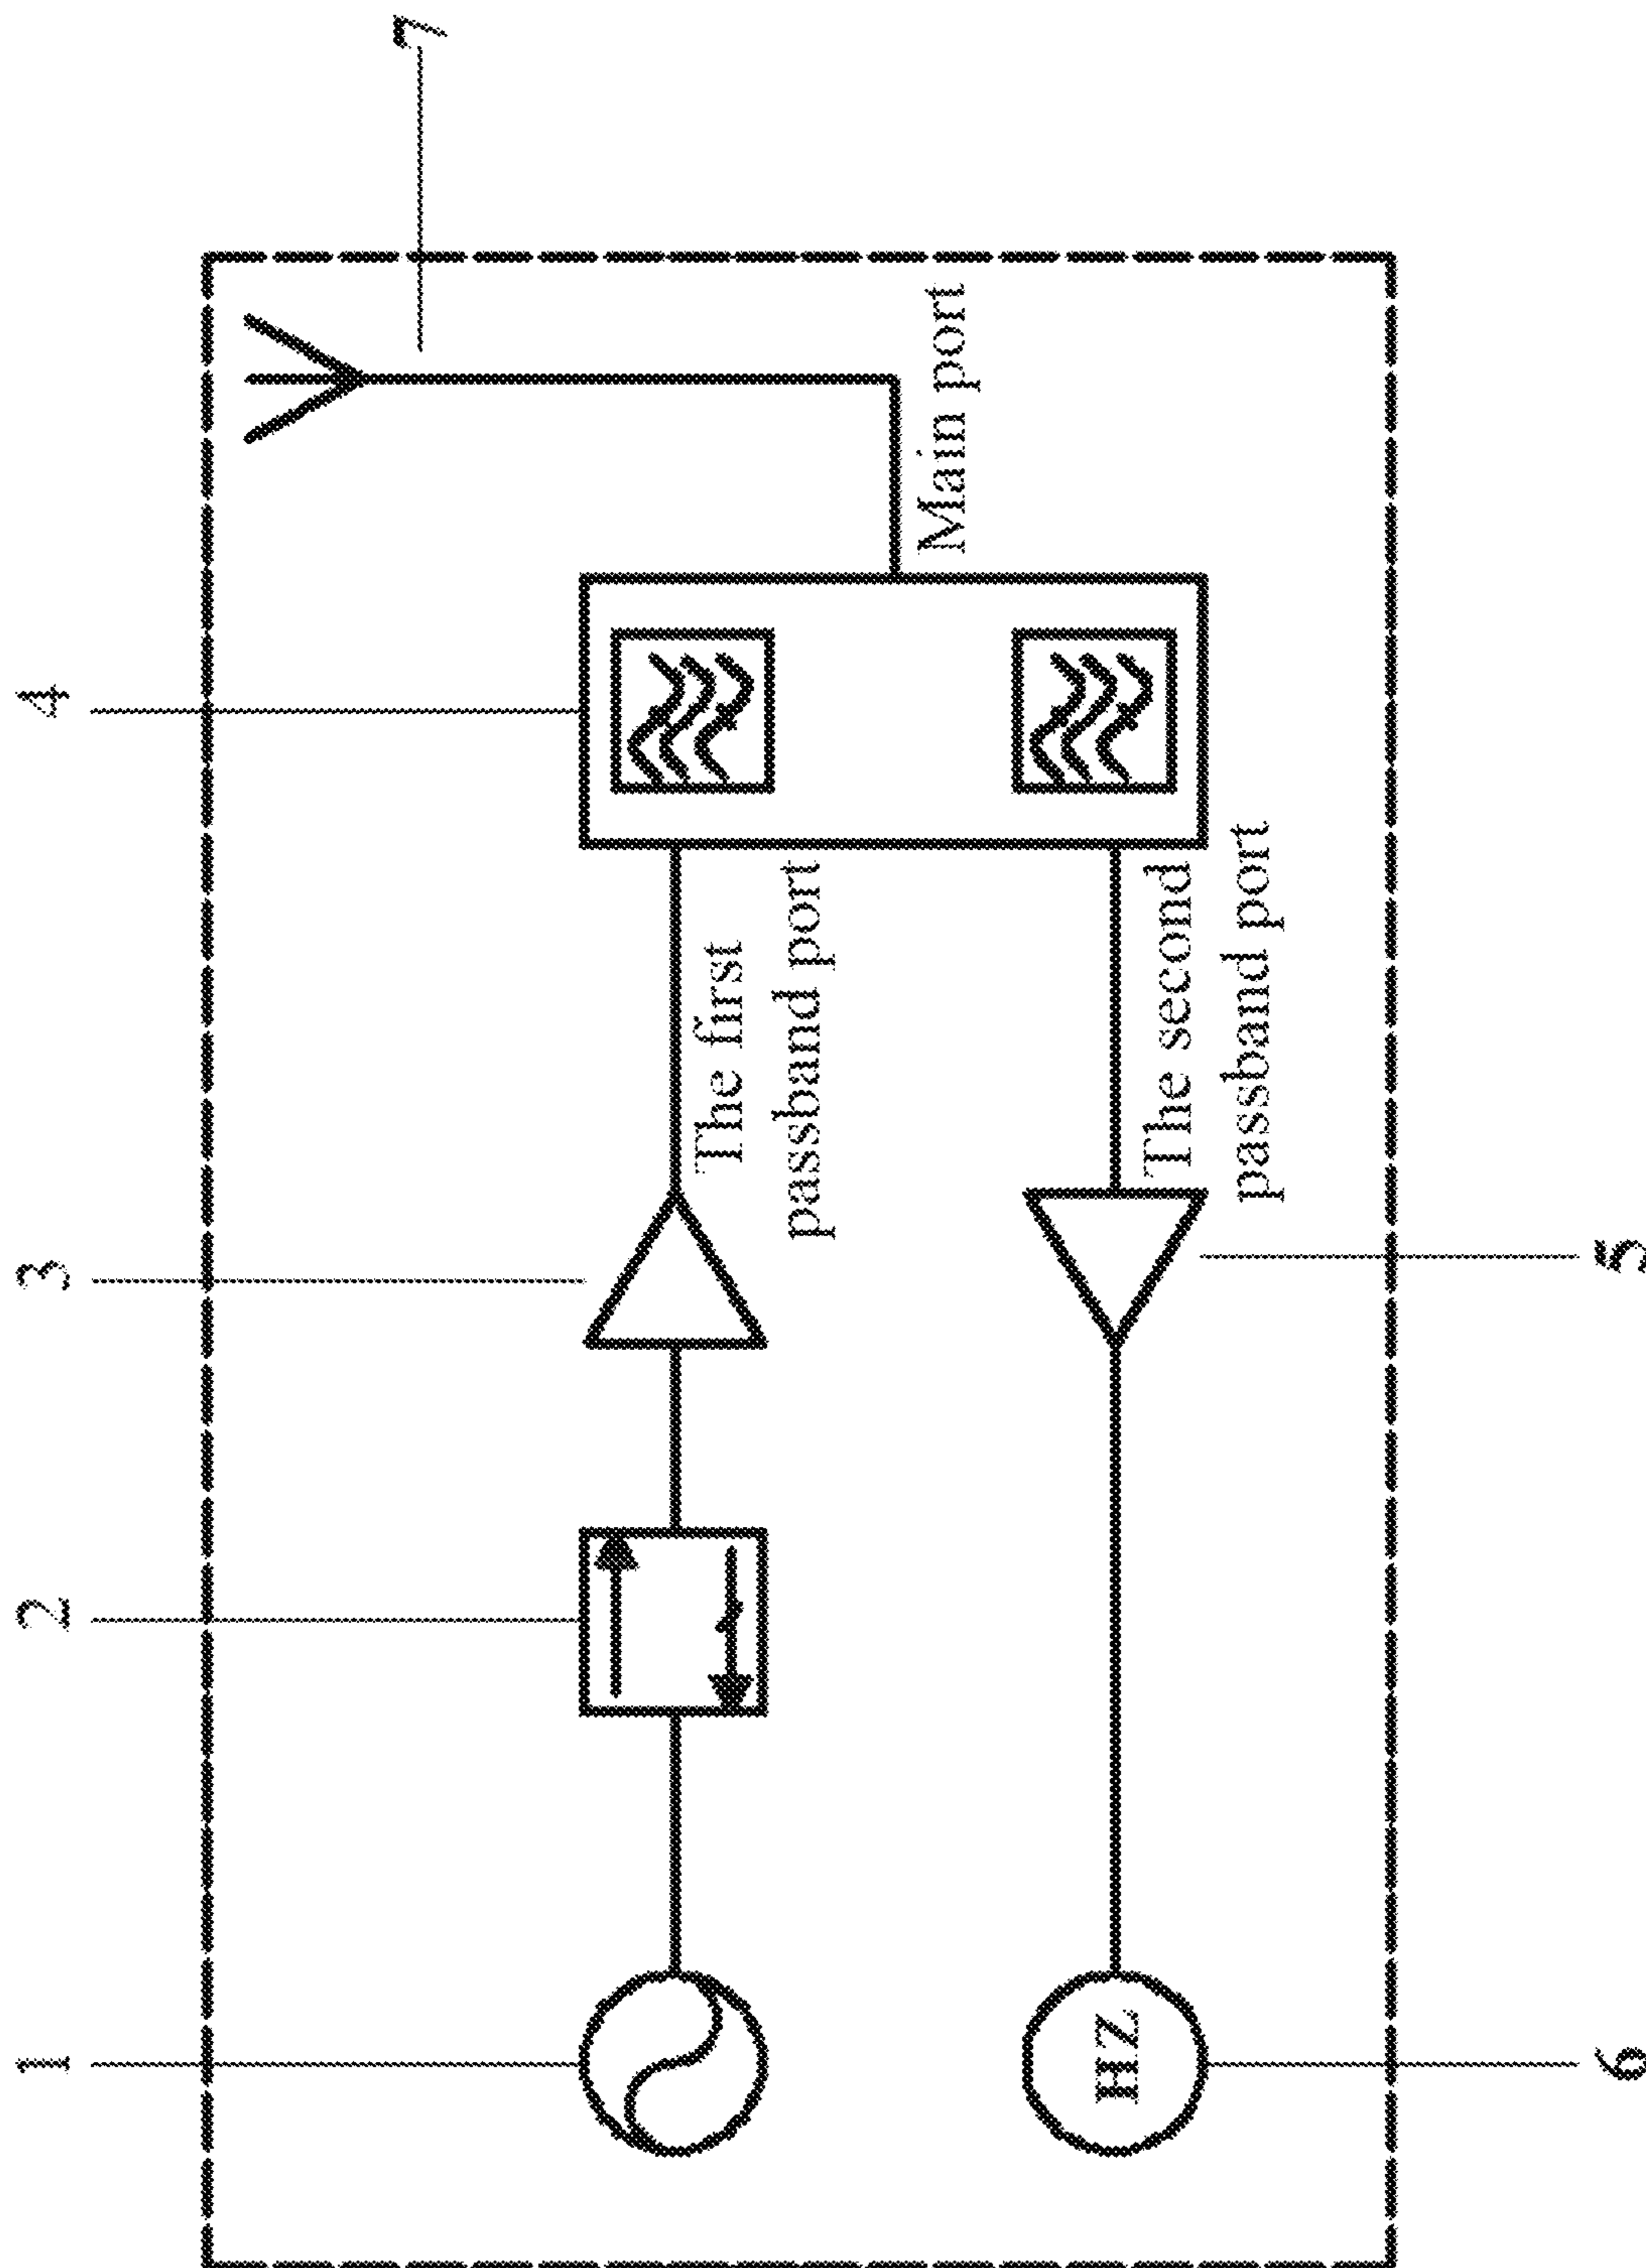 1
2
3
4
7
The first
passband port
Main port
The second
passband port
HZ
6
5